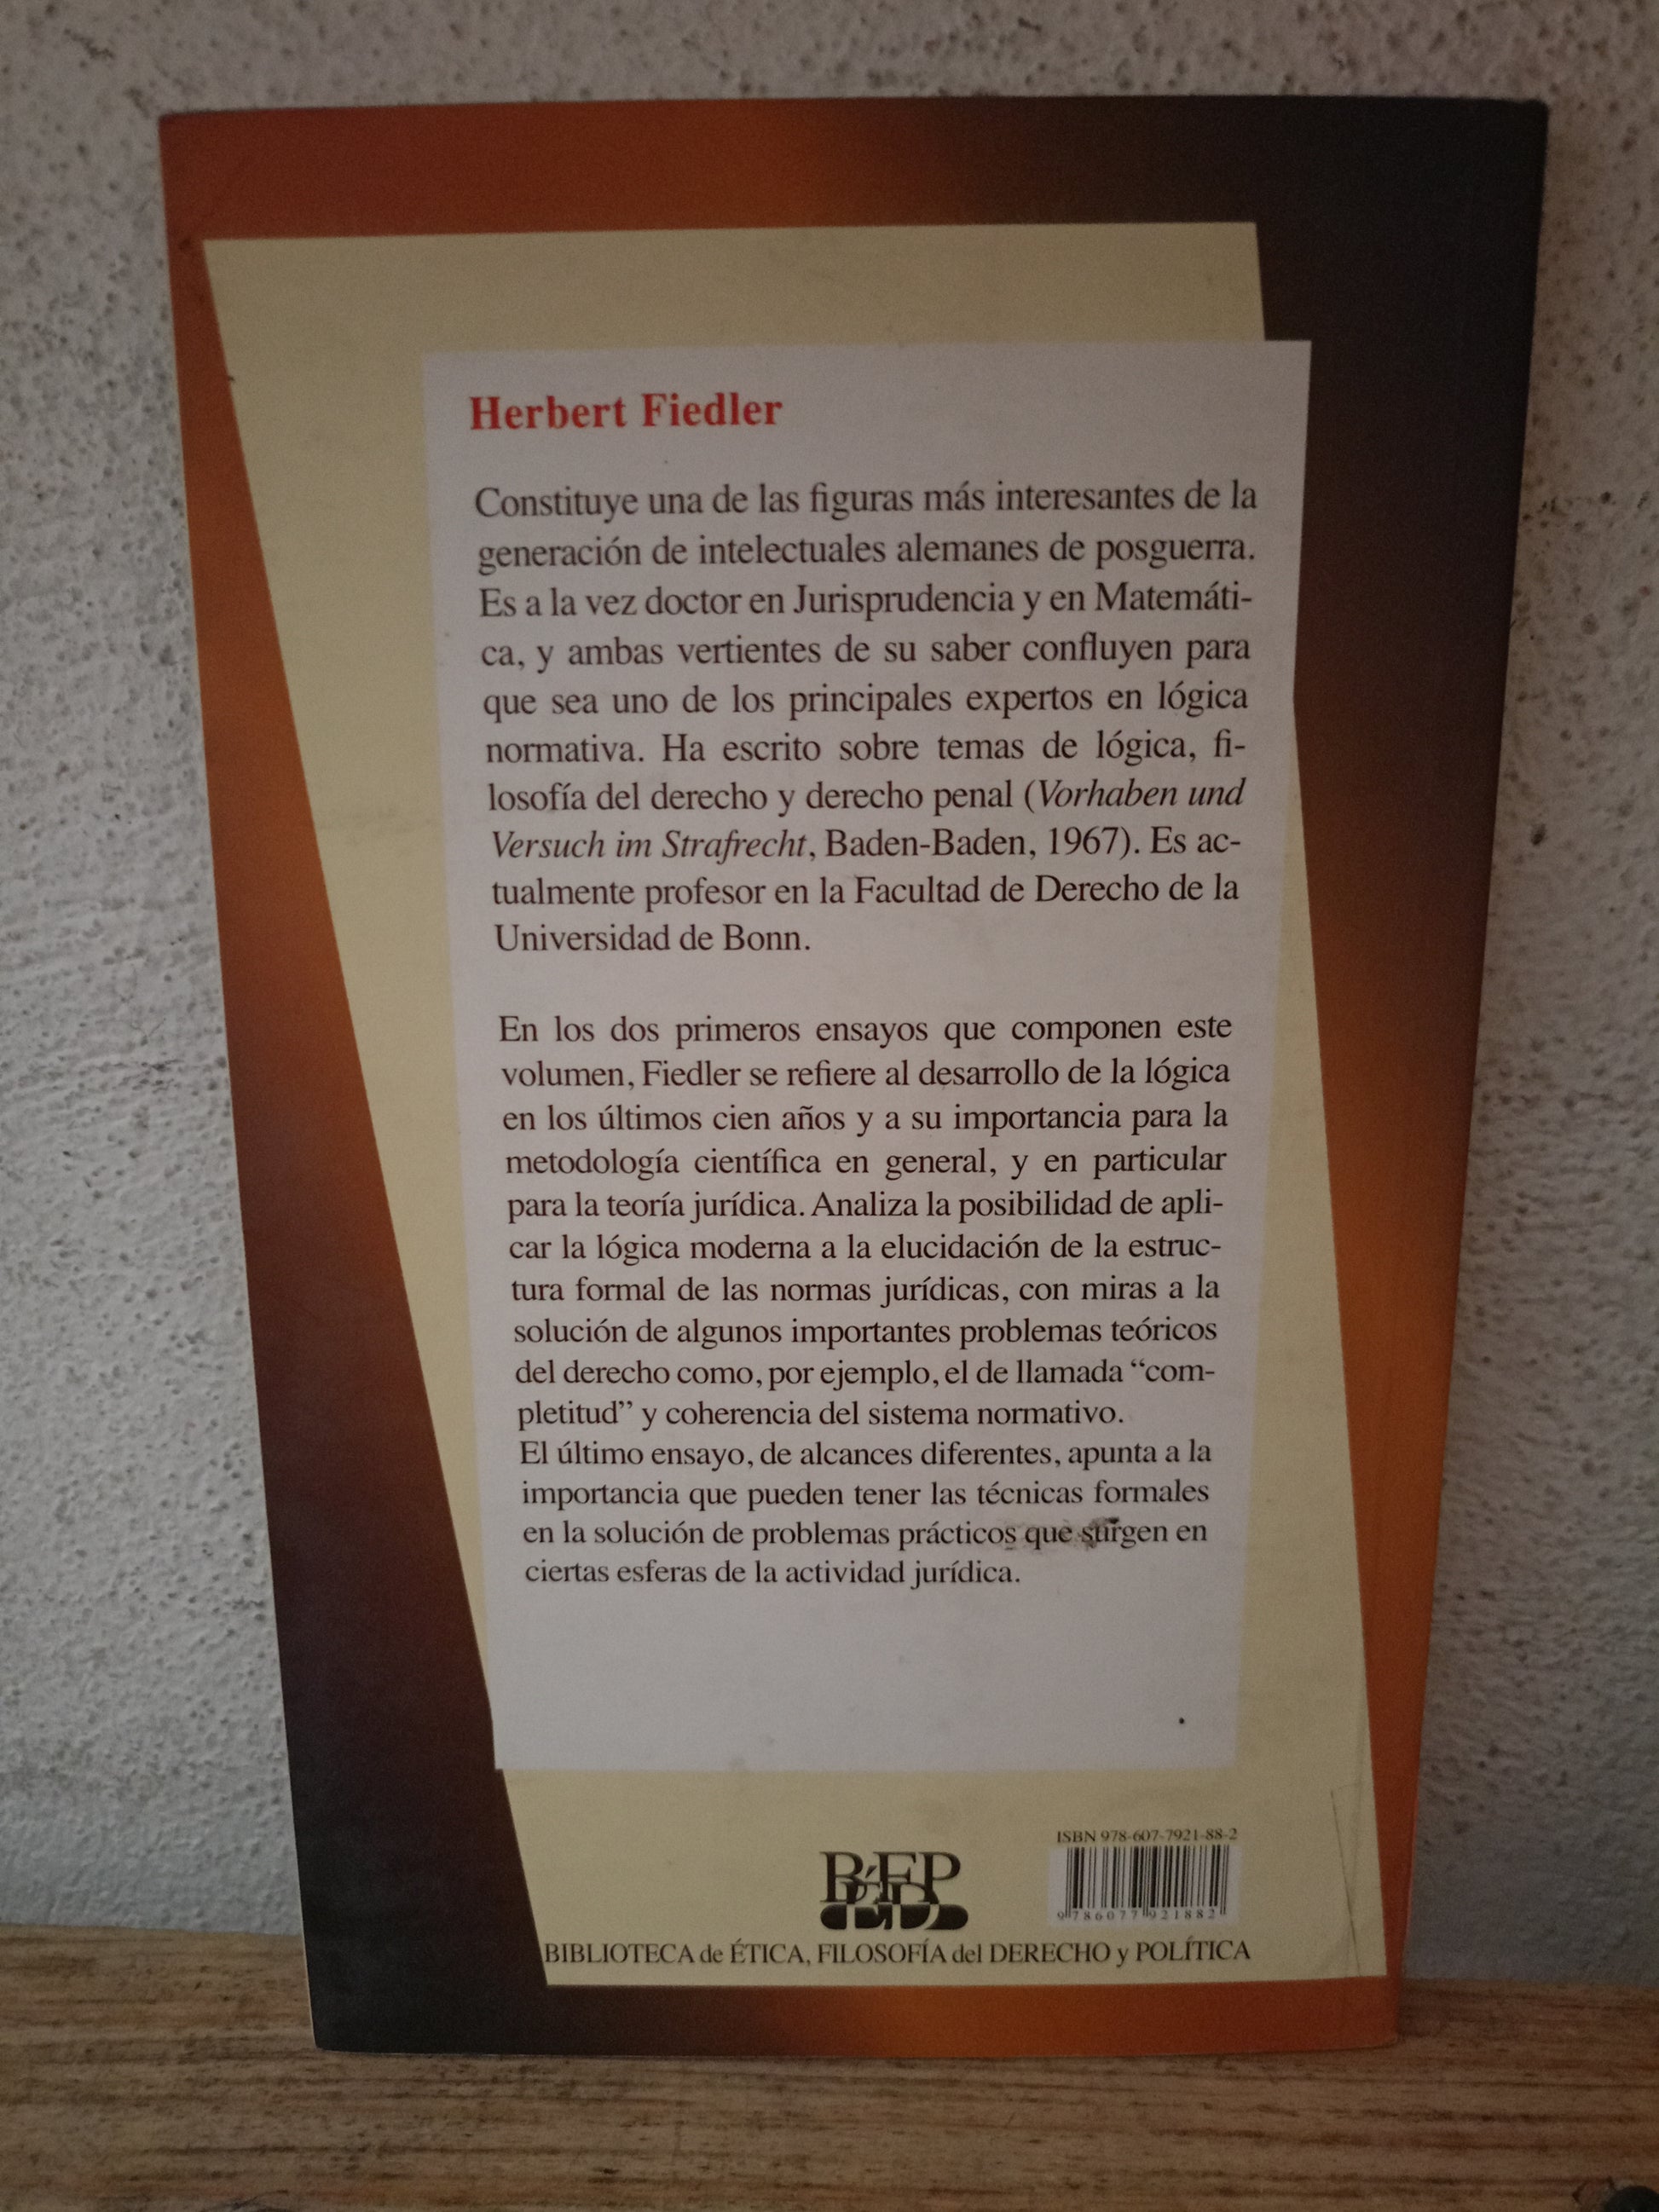 Herbert Fiedler
Constituye una de las figuras más interesantes de la
generación de intelectuales alemanes de posguerra.
Es a la vez doctor en Jurisprudencia y en Matemáti-
ca, y ambas vertientes de su saber confluyen para
que sea uno de los principales expertos en lógica
normativa. Ha escrito sobre temas de lógica, fi-
losofía del derecho y derecho penal (Vorhaben und
Versuch im Strafrecht, Baden-Baden, 1967). Es ac-
tualmente profesor en la Facultad de Derecho de la
Universidad de Bonn.
En los dos primeros ensayos que componen este
volumen, Fiedler se refiere al desarrollo de la lógica
en los últimos cien años y a su importancia para la
metodología científica en general, y en particular
para la teoría jurídica. Analiza la posibilidad de apli-
car la lógica moderna a la elucidación de la estruc-
tura formal de las normas jurídicas, con miras a la
solución de algunos importantes problemas teóricos
del derecho como, por ejemplo, el de llamada “com-
pletitud” y coherencia del sistema normativo.
El último ensayo, de alcances diferentes, apunta a la
importancia que pueden tener las técnicas formales
en la solución de problemas prácticos que surgen en
ciertas esferas de la actividad jurídica.
ISBN 978-607-7921-88-2
9 786077 921882
BIBLIOTECA de ÉTICA, FILOSOFÍA del DERECHO y POLÍTICA